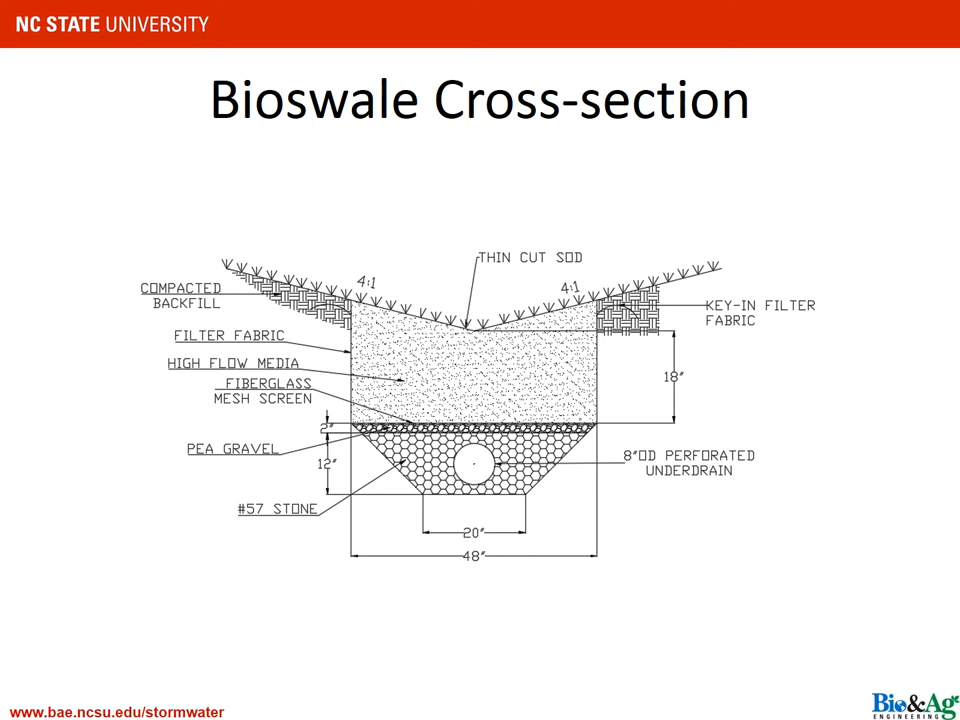 NC STATE UNIVERSITY
Bioswale Cross-section
THIN CUT SOD
4:1
4:1
COMPACTED
BACKFILL
KEY-IN FILTER
FABRIC
FILTER FABRIC
HIGH FLOW MEDIA
18"
FIBERGLASS
MESH SCREEN
2"
PEA GRAVEL
12"
8"OD PERFORATED
UNDERDRAIN
#57 STONE
20"
48"
www.bae.ncsu.edu/stormwater
Bio&Ag
ENGINEERING